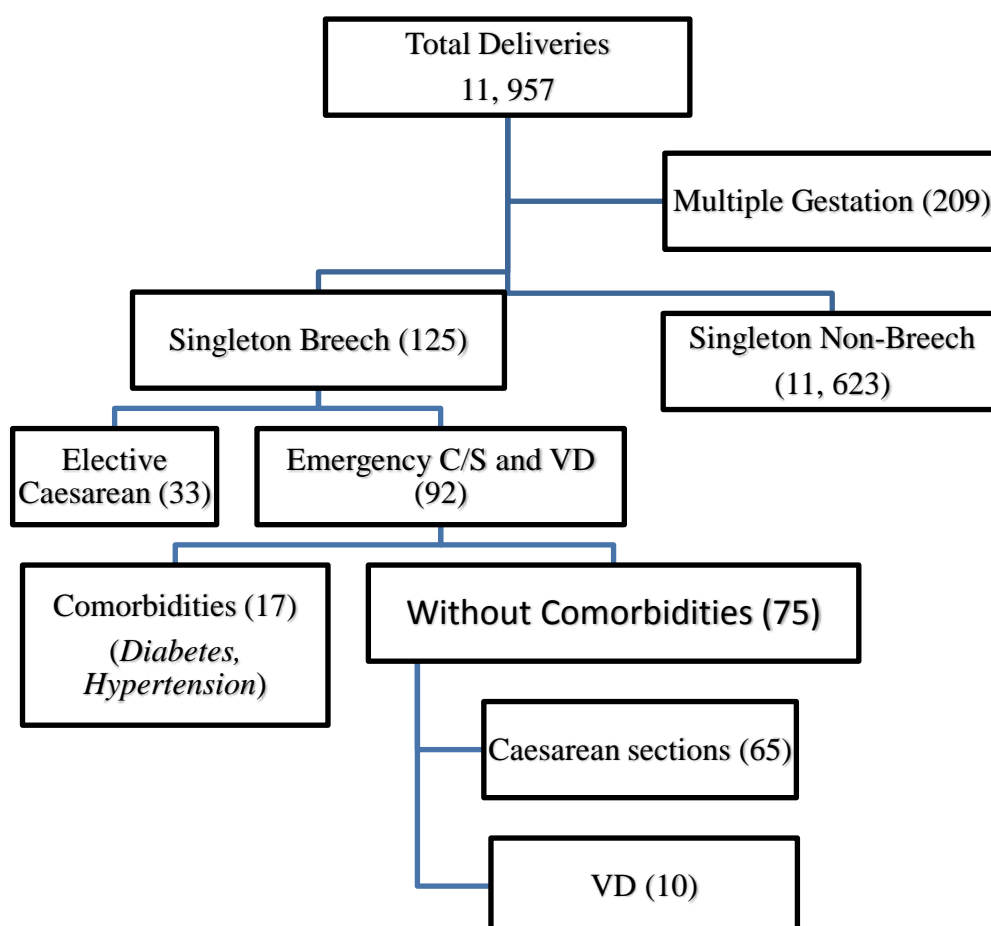 Total Deliveries
11, 957
Multiple Gestation (209)
Singleton Breech (125)
Singleton Non-Breech
(11, 623)
Elective
Caesarean (33)
Emergency C/S and VD
(92)
Comorbidities (17)
(Diabetes,
Hypertension)
Without Comorbidities (75)
Caesarean sections (65)
VD (10)